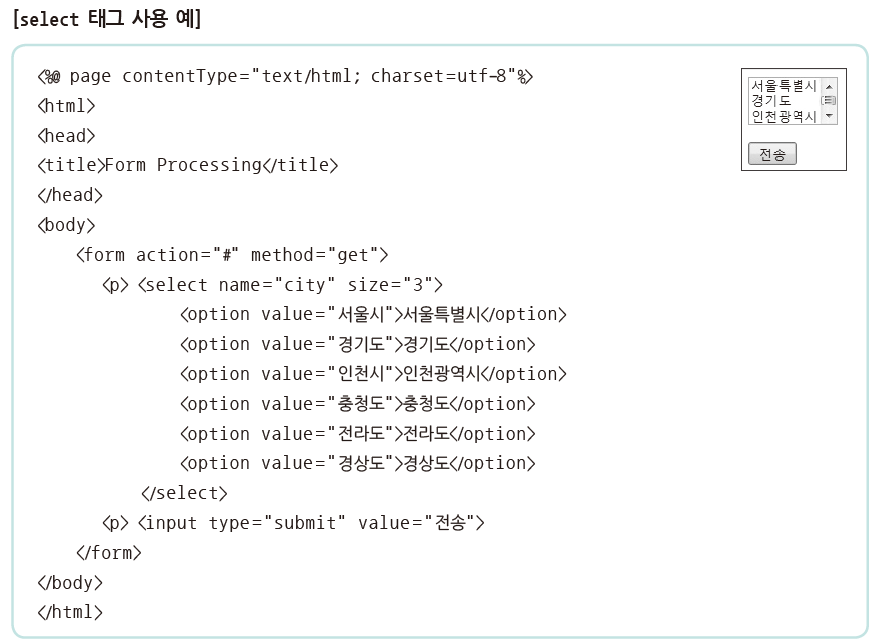 [select 태그 사용 예]
<%@ page contentType="text/html; charset=utf-8"%>
<html>
<head>
<title>Form Processing</title>
</head>
<body>
<form action="#" method="get">
<p> <select name="city" size="3">
<option value="서울시">서울특별시</option>
<option value="경기도">경기도</option>
<option value="인천시">인천광역시</option>
<option value="충청도">충청도</option>
<option value="전라도">전라도</option>
<option value="경상도">경상도</option>
</select>
<p> <input type="submit" value="전송">
</form>
</body>
</html>
서울특별시
경기도
인천광역시
전송